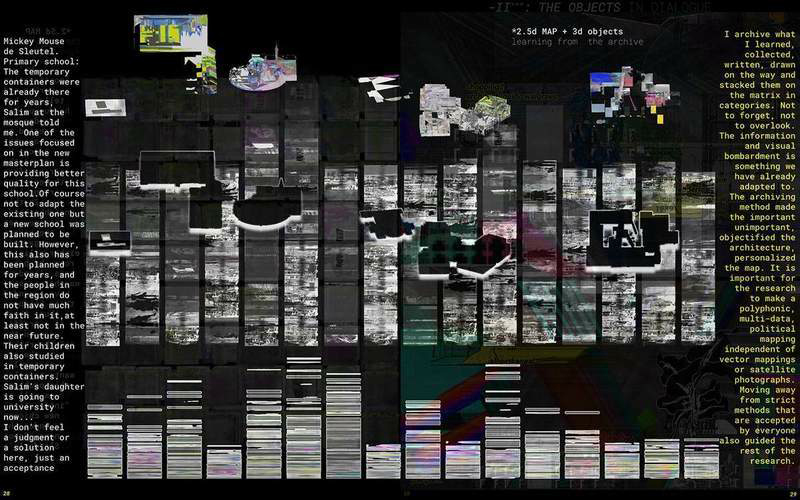 -II"': THE OBJECTS IN DIALOGUE
*2.5d MAP + 3d objects
learning from the archive
Mickey Mouse
de Sleutel.
Primary school:
The temporary
containers were
already there
for years,
Salim at the
mosque told
me. One of the
issues focused
on in the new
masterplan is
providing better
quality for this
school.Of course
not to adapt the
existing one but
a new school was
planned to be
built. However,
this also has
been planned
for years, and
the people in
the region do
not have much
faith in it,at
least not in the
near future.
Their children
also studied
in temporary
containers.
Salim's daughter
is going to
university
now...
I don't feel
a judgment or
a solution
here, just an
acceptance
I archive what
I learned,
collected,
written, drawn
on the way and
stacked them on
the matrix in
categories. Not
to forget, not
to overlook.
The information
and visual
bombardment is
something we
have already
adapted to.
The archiving
method made
the important
unimportant,
objectified the
architecture,
personalized
the map. It is
important for
the research
to make a
polyphonic,
multi-data,
political
mapping
independent of
vector mappings
or satellite
photographs.
Moving away
from strict
methods that
are accepted
by everyone
also guided the
rest of the
research.
28
29